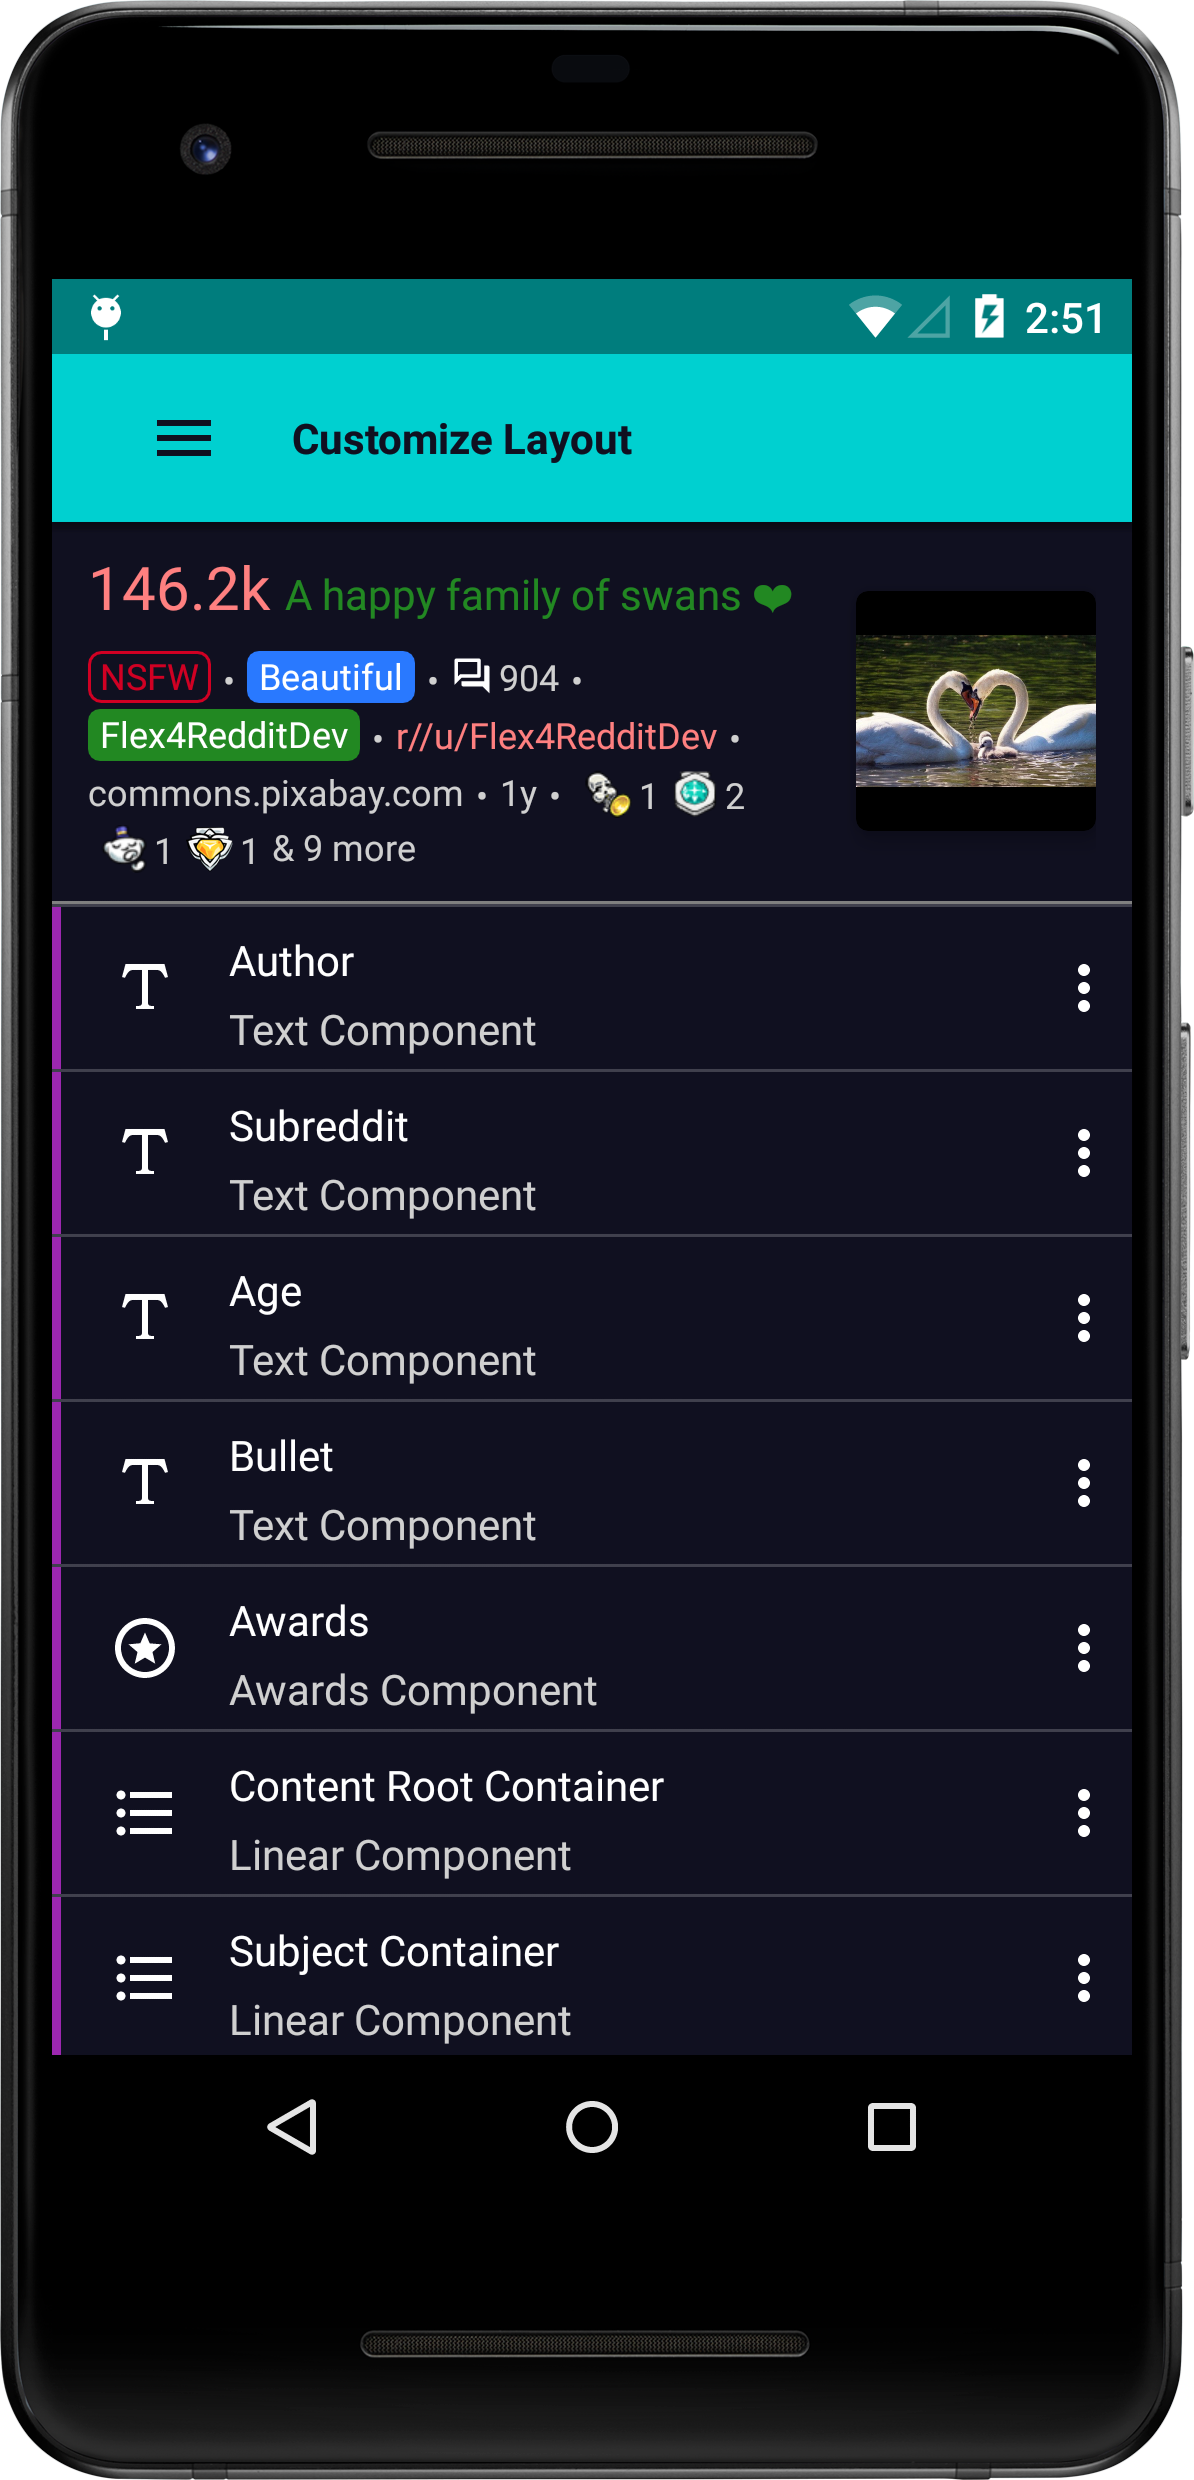 2:51
Customize Layout
146.2k A happy family of swans ❤
NSFW • Beautiful • 904 •
Flex4RedditDev • r//u/Flex4RedditDev •
commons.pixabay.com • 1y • 1 2
1 1 & 9 more
Author
Text Component
Subreddit
Text Component
Age
Text Component
Bullet
Text Component
Awards
Awards Component
Content Root Container
Linear Component
Subject Container
Linear Component